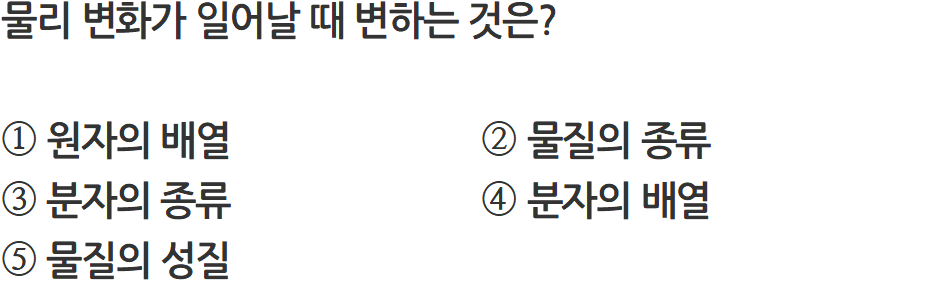 물리 변화가 일어날 때 변하는 것은?
① 원자의 배열 ② 물질의 종류
③ 분자의 종류 ④ 분자의 배열
⑤ 물질의 성질